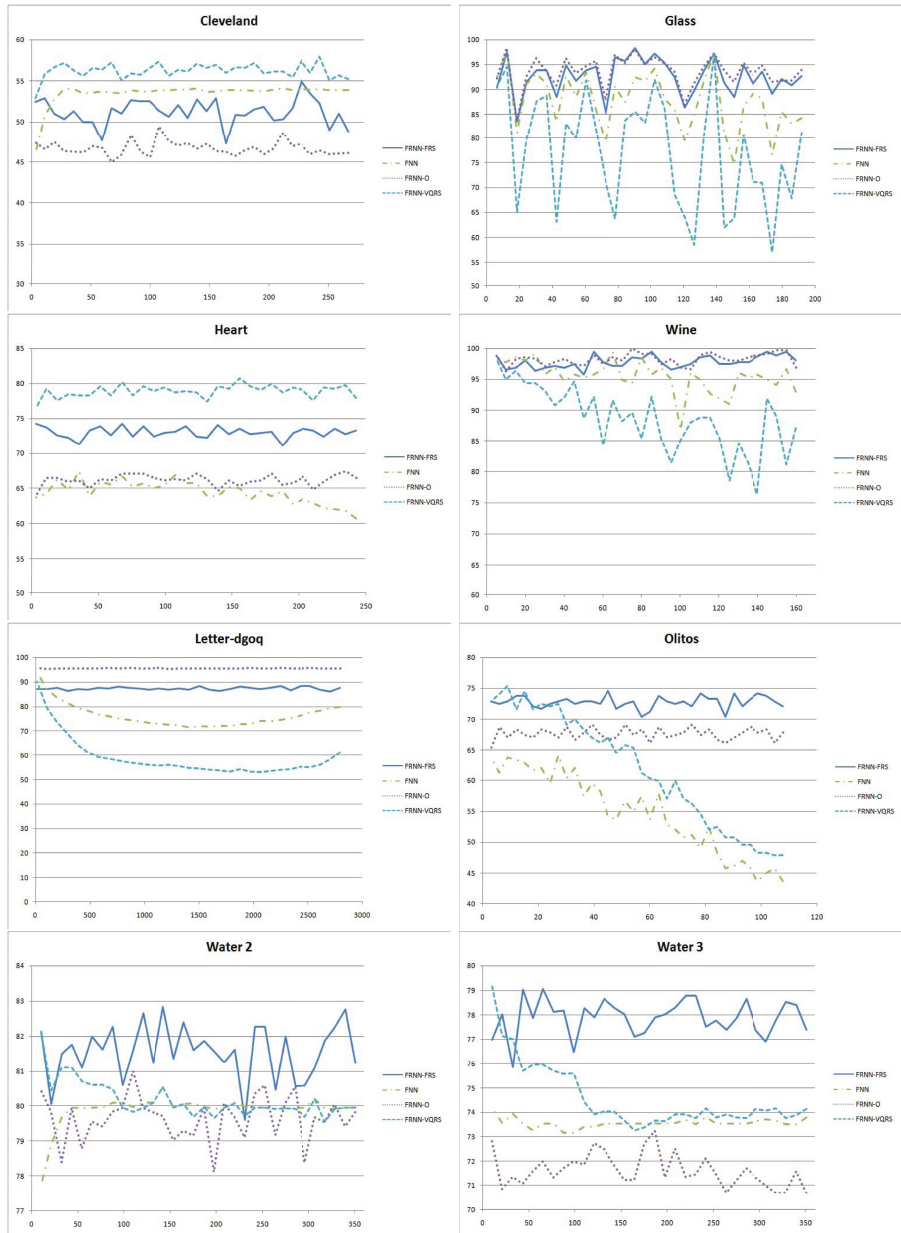 Cleveland
60
55
50
45
40
35
30
0 50 100 150 200 250
FRNN-FRS
FNN
FRNN-O
FRNN-VQRS
Glass
100
95
90
85
80
75
70
65
60
55
50
0 20 40 60 80 100 120 140 160 180 200
FRNN-FRS
FNN
FRNN-O
FRNN-VQRS
Heart
85
80
75
70
65
60
55
50
0 50 100 150 200 250
FRNN-FRS
FNN
FRNN-O
FRNN-VQRS
Wine
100
95
90
85
80
75
70
65
60
0 20 40 60 80 100 120 140 160 180
FRNN-FRS
FNN
FRNN-O
FRNN-VQRS
Letter-dgoq
100
90
80
70
60
50
40
30
20
10
0
0 500 1000 1500 2000 2500 3000
FRNN-FRS
FNN
FRNN-O
FRNN-VQRS
Olitos
80
75
70
65
60
55
50
45
40
0 20 40 60 80 100 120
FRNN-FRS
FNN
FRNN-O
FRNN-VQRS
Water 2
84
83
82
81
80
79
78
77
0 50 100 150 200 250 300 350
FRNN-FRS
FNN
FRNN-O
FRNN-VQRS
Water 3
80
79
78
77
76
75
74
73
72
71
70
0 50 100 150 200 250 300 350
FRNN-FRS
FNN
FRNN-O
FRNN-VQRS